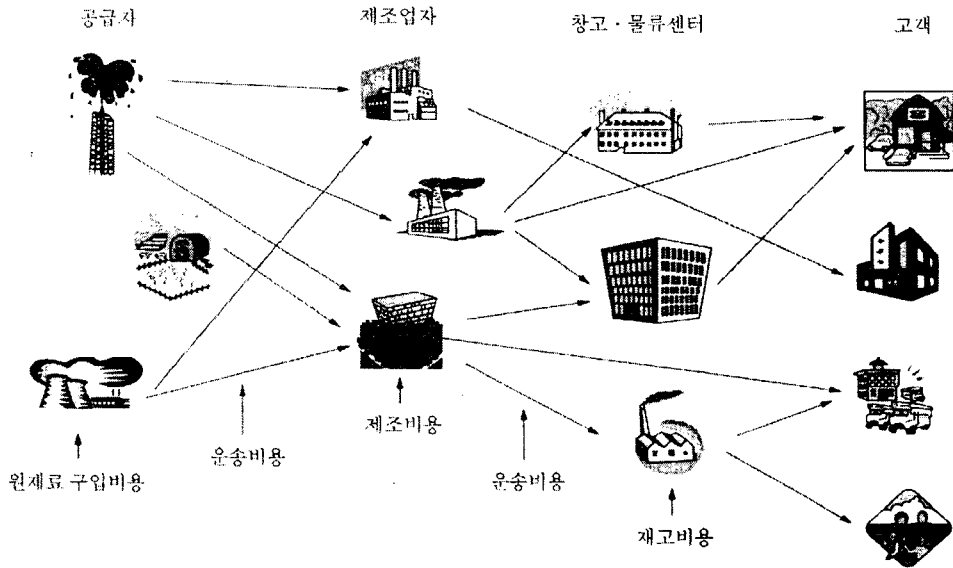 공급자
제조업자
창고 · 물류센터
고객
제조비용
운송비용
원재료 구입비용
운송비용
재고비용